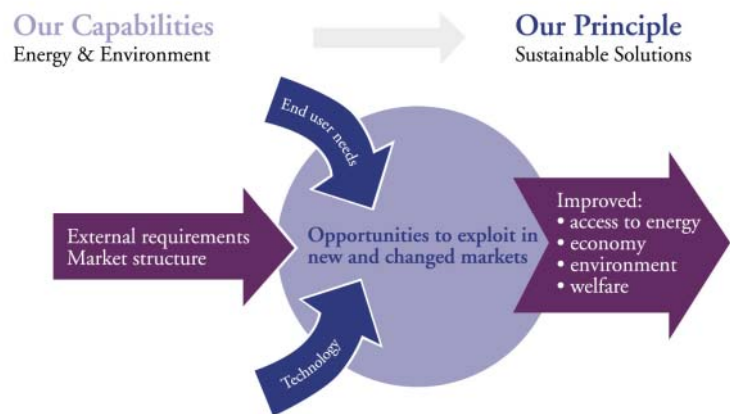 Our Capabilities
Energy & Environment
Our Principle
Sustainable Solutions
End user needs
External requirements
Market structure
Opportunities to exploit in
new and changed markets
Improved:
• access to energy
• economy
• environment
• welfare
Technology